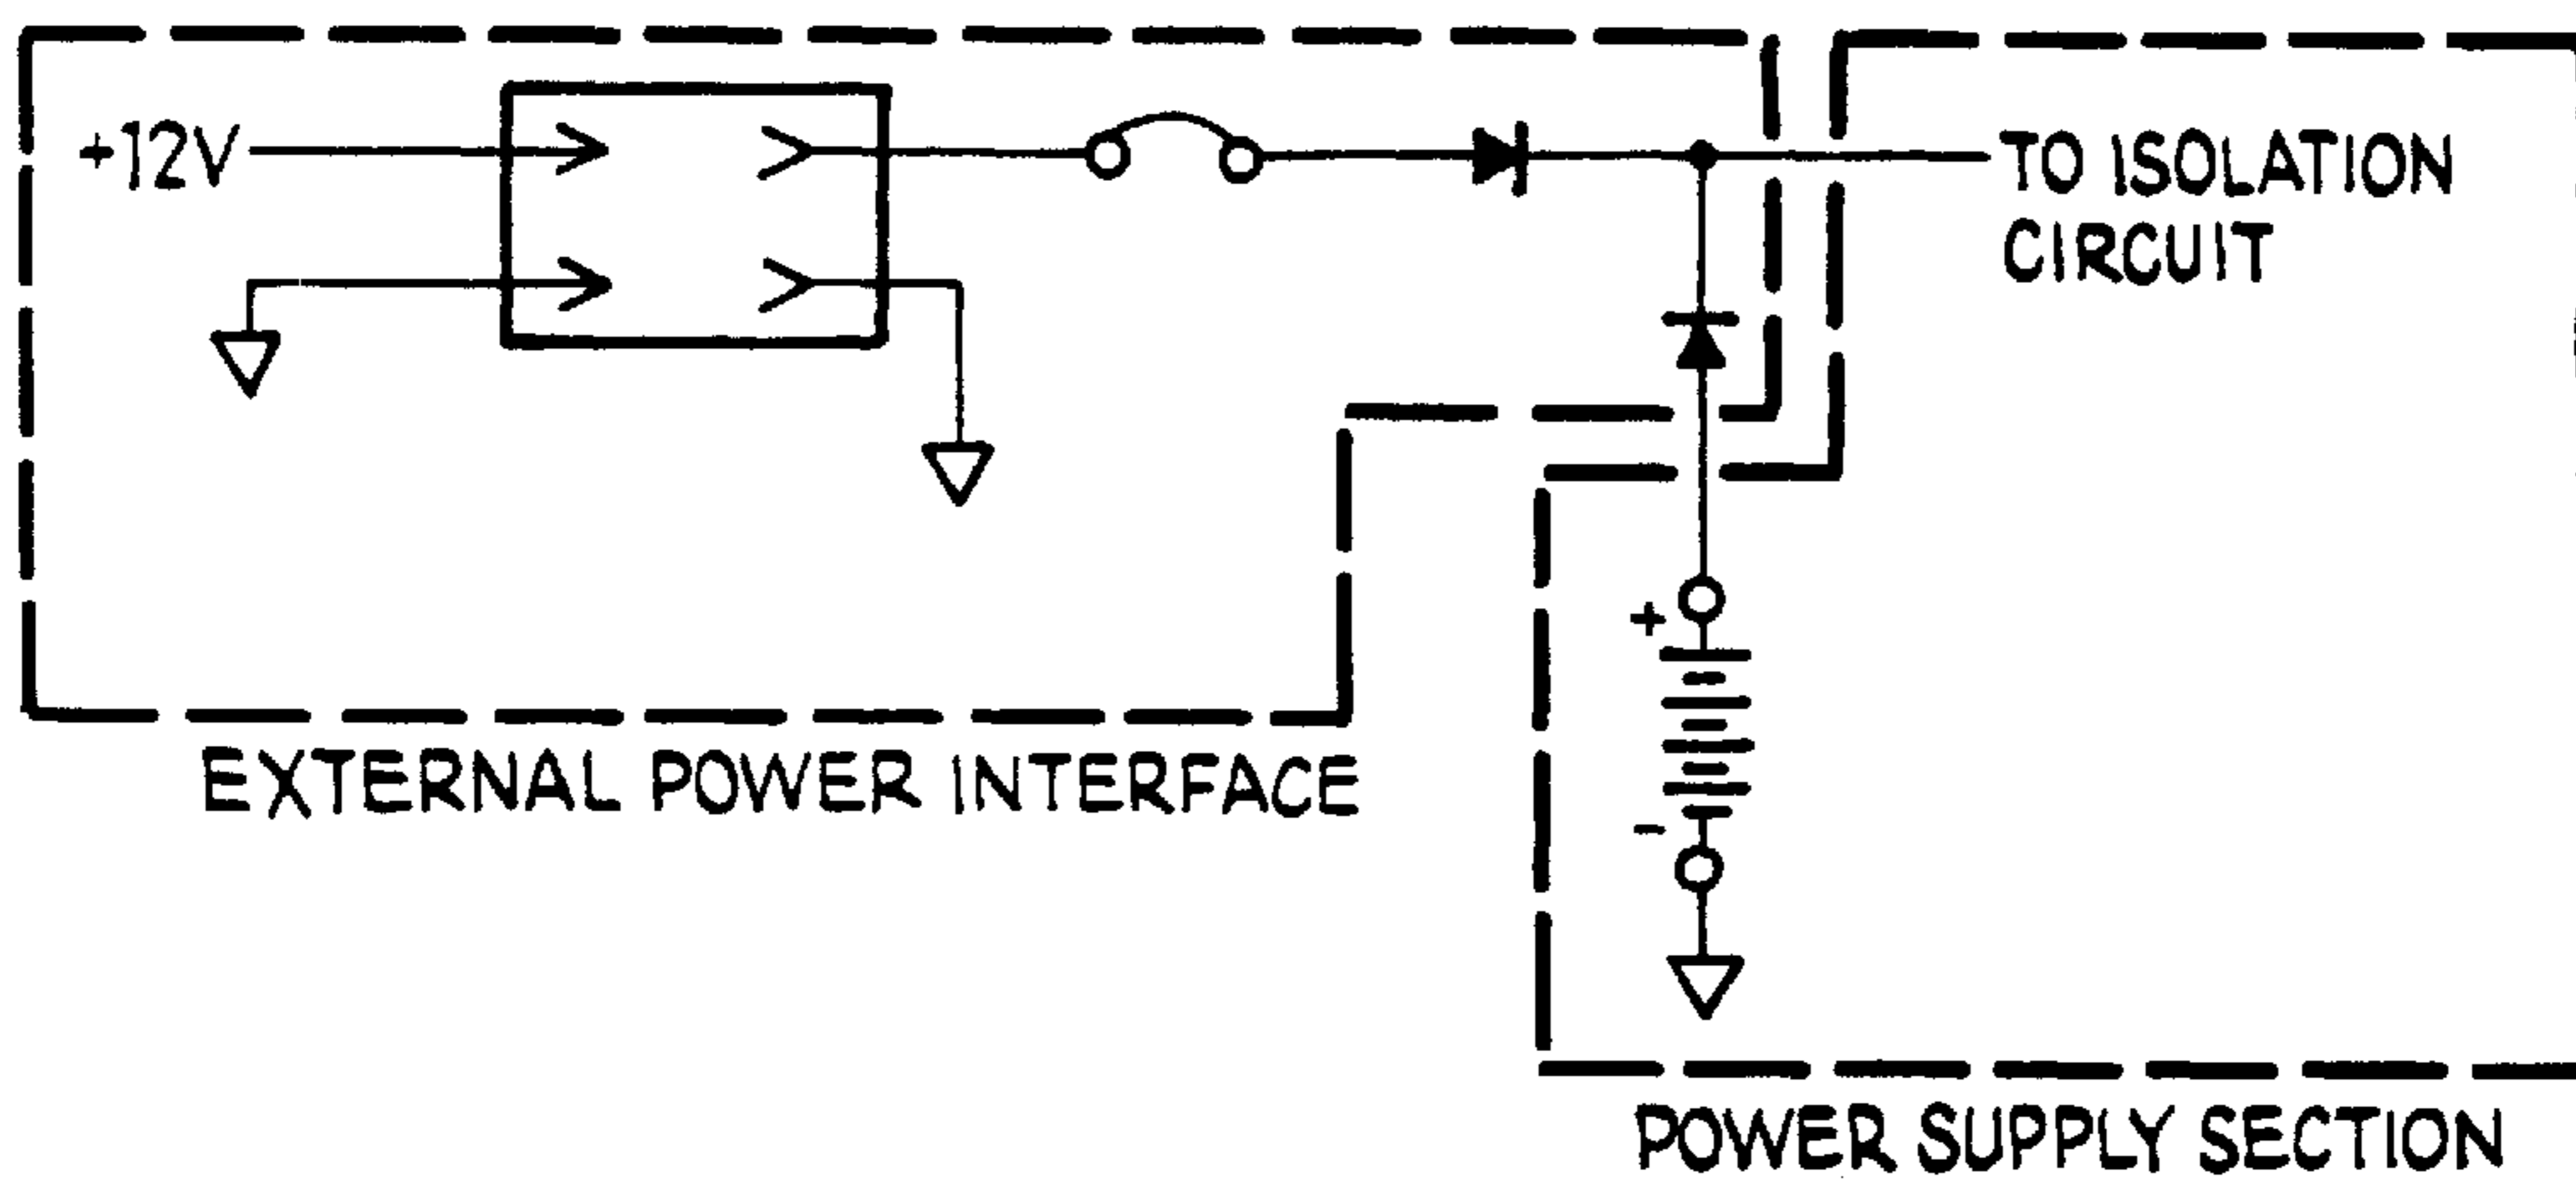 +12V
TO ISOLATION
CIRCUIT
+
-
EXTERNAL POWER INTERFACE
POWER SUPPLY SECTION